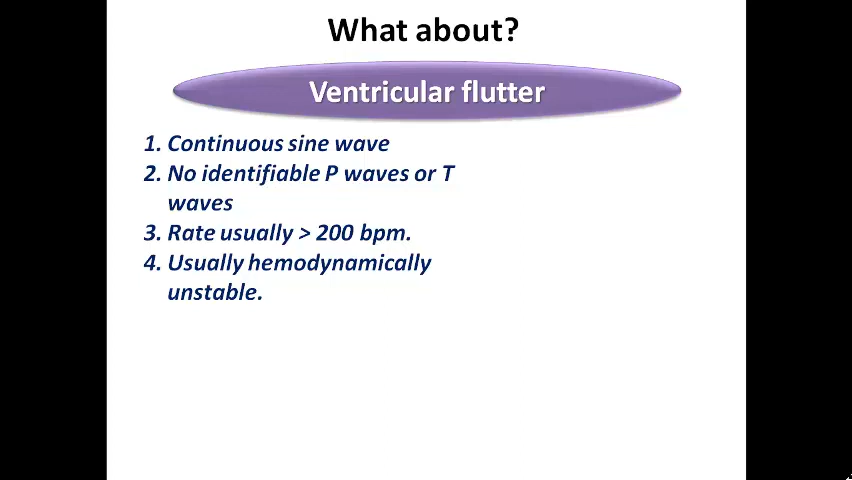 What about?
Ventricular flutter
1. Continuous sine wave
2. No identifiable P waves or T
waves
3. Rate usually > 200 bpm.
4. Usually hemodynamically
unstable.